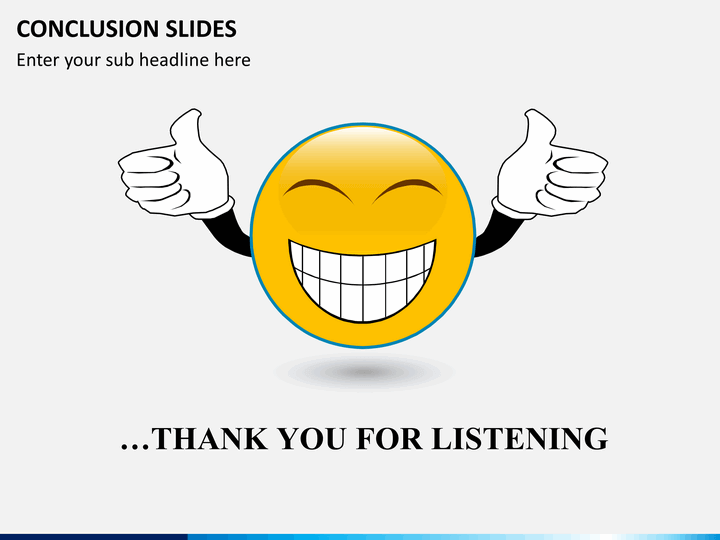 CONCLUSION SLIDES
Enter your sub headline here
…THANK YOU FOR LISTENING